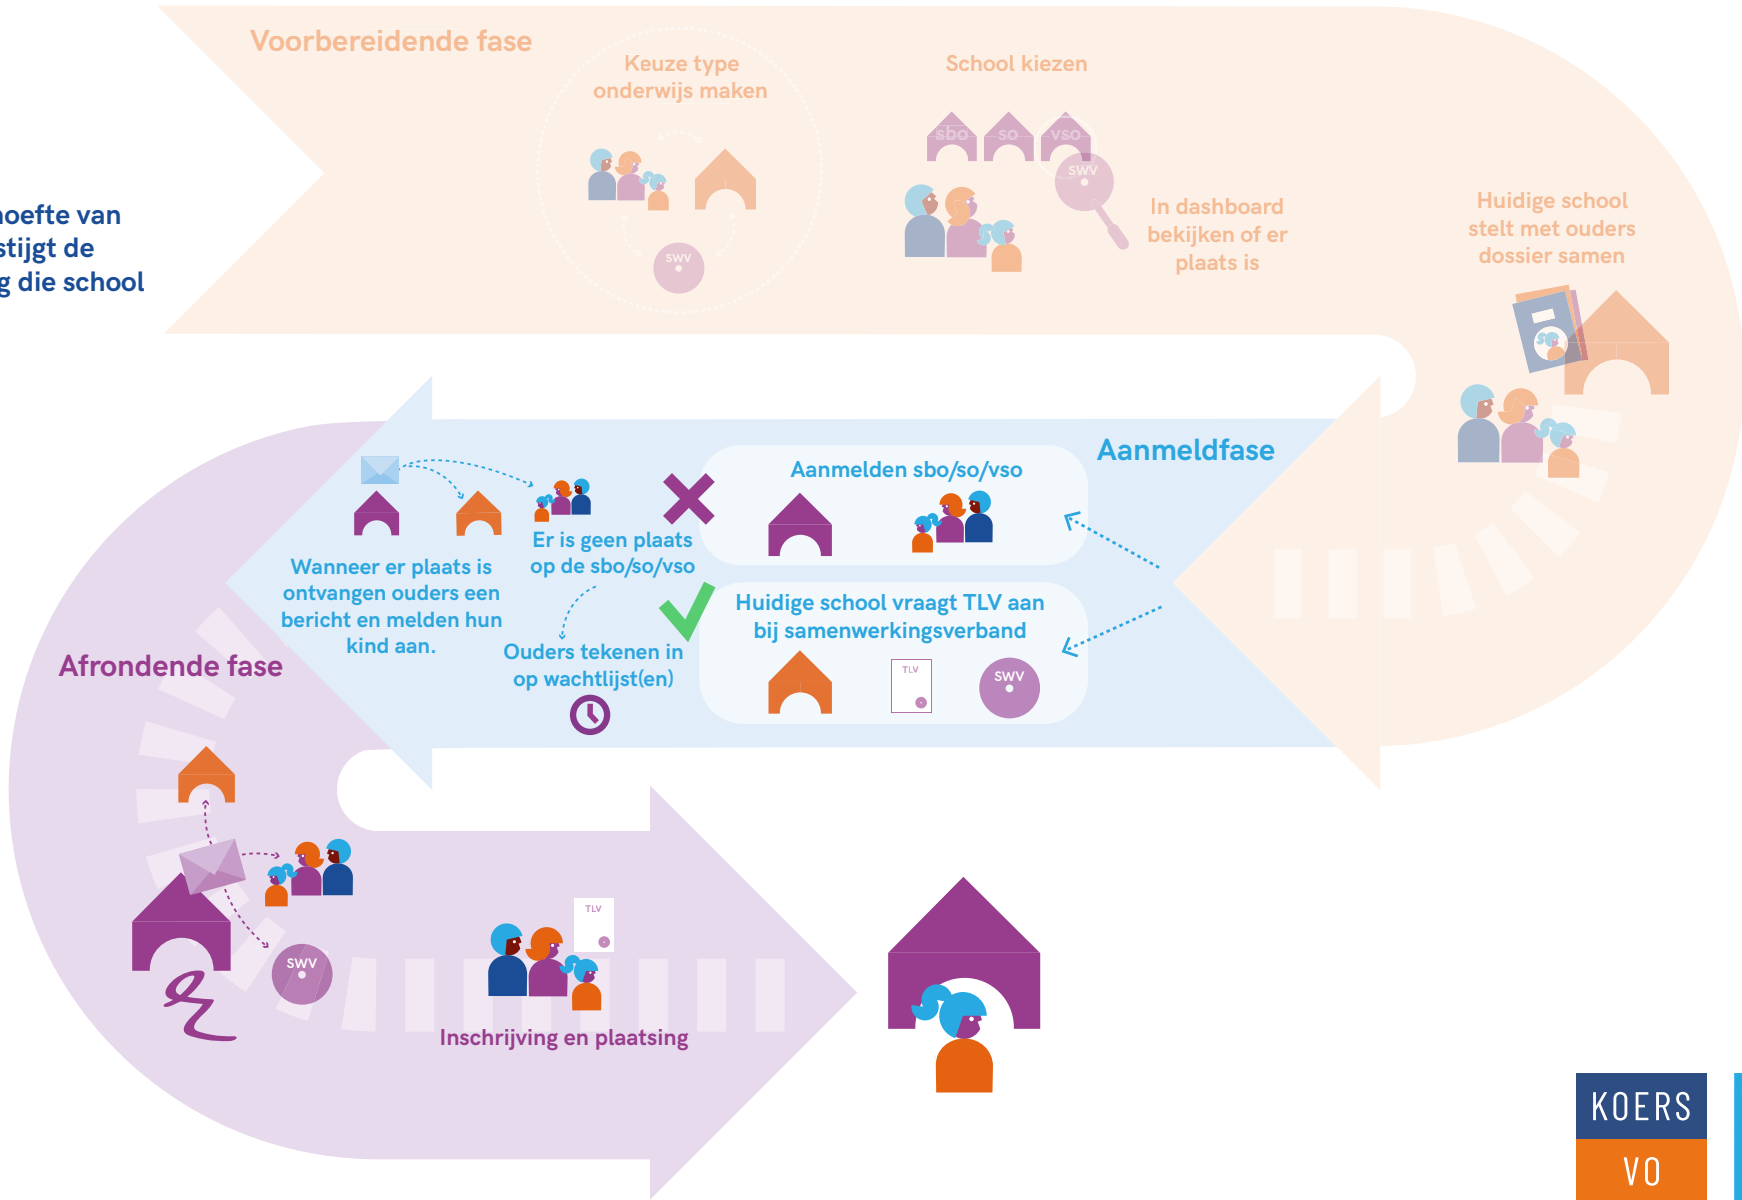 Voorbereidende fase
Keuze type
onderwijs maken
SWV
School kiezen
sbo so vso
SWV
In dashboard
bekijken of er
plaats is
Huidige school
stelt met ouders
dossier samen
van
de
die school
Aanmeldfase
Aanmelden sbo/so/vso
Huidige school vraagt TLV aan
bij samenwerkingsverband
TLV
SWV
Er is geen plaats
op de sbo/so/vso
Ouders tekenen in
op wachtlijst(en)
Wanneer er plaats is
ontvangen ouders een
bericht en melden hun
kind aan.
Afrondende fase
SWV
TLV
Inschrijving en plaatsing
KOERS
VO